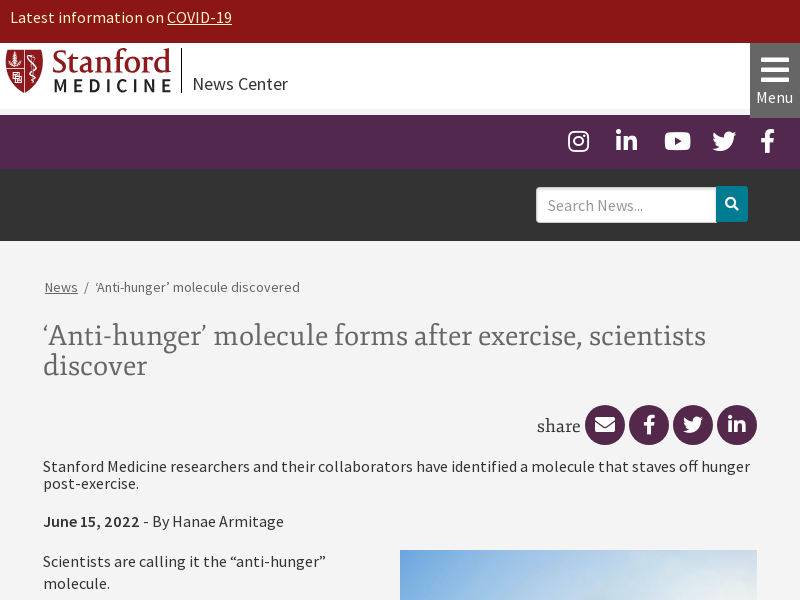 Latest information on COVID-19
Stanford
MEDICINE
News Center
Menu
Search News...
News / ‘Anti-hunger’ molecule discovered
‘Anti-hunger’ molecule forms after exercise, scientists
discover
share
Stanford Medicine researchers and their collaborators have identified a molecule that staves off hunger
post-exercise.
June 15, 2022 - By Hanae Armitage
Scientists are calling it the “anti-hunger”
molecule.